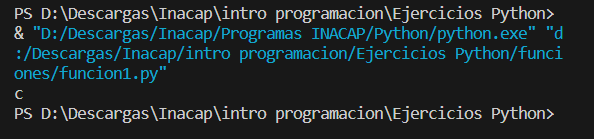 PS D:\Descargas\Inacap\intro programacion\Ejercicios Python>
& "D:/Descargas/Inacap/Programas INACAP/Python/python.exe" "d
:/Descargas/Inacap/intro programacion/Ejercicios Python/funci
ones/funcion1.py"
c
PS D:\Descargas\Inacap\intro programacion\Ejercicios Python>